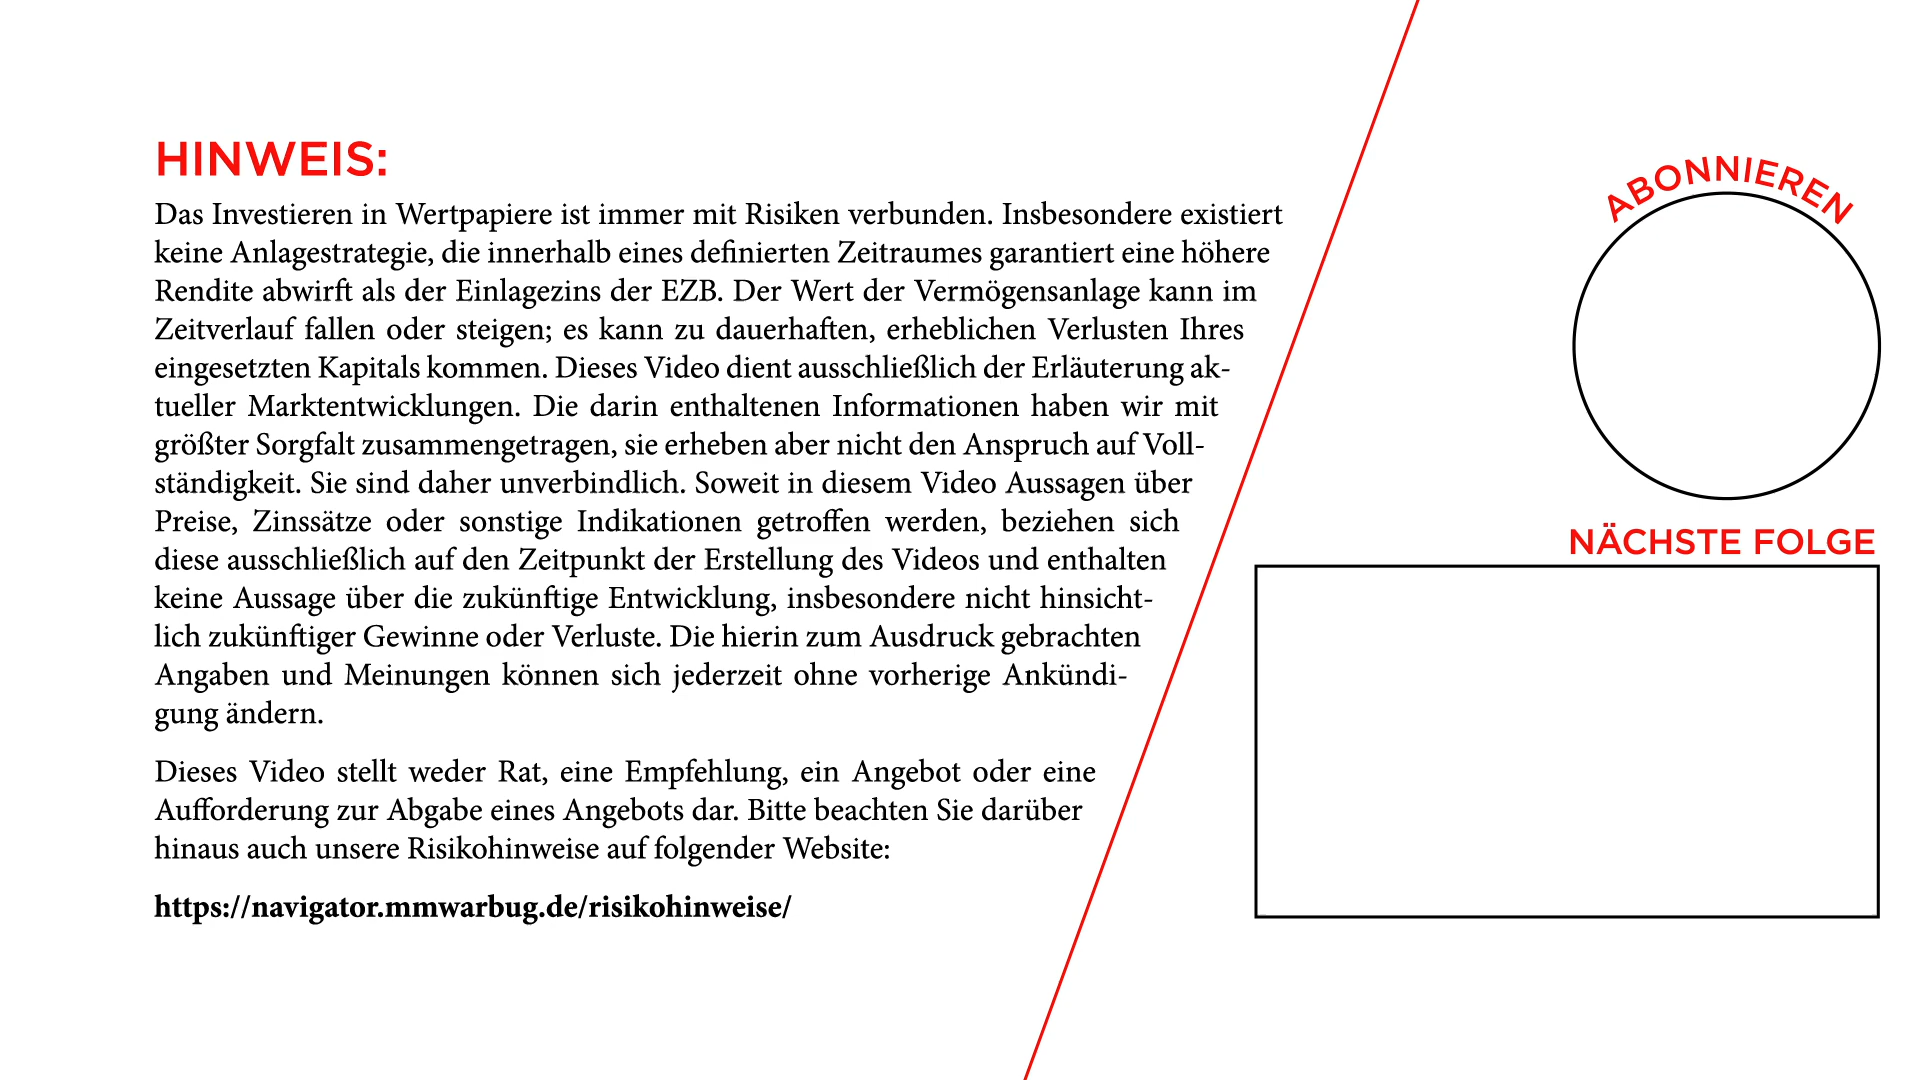 HINWEIS:
Das Investieren in Wertpapiere ist immer mit Risiken verbunden. Insbesondere existiert
keine Anlagestrategie, die innerhalb eines definierten Zeitraumes garantiert eine höhere
Rendite abwirft als der Einlagezins der EZB. Der Wert der Vermögensanlage kann im
Zeitverlauf fallen oder steigen; es kann zu dauerhaften, erheblichen Verlusten Ihres
eingesetzten Kapitals kommen. Dieses Video dient ausschließlich der Erläuterung ak-
tueller Marktentwicklungen. Die darin enthaltenen Informationen haben wir mit
größter Sorgfalt zusammengetragen, sie erheben aber nicht den Anspruch auf Voll-
ständigkeit. Sie sind daher unverbindlich. Soweit in diesem Video Aussagen über
Preise, Zinssätze oder sonstige Indikationen getroffen werden, beziehen sich
diese ausschließlich auf den Zeitpunkt der Erstellung des Videos und enthalten
keine Aussage über die zukünftige Entwicklung, insbesondere nicht hinsicht-
lich zukünftiger Gewinne oder Verluste. Die hierin zum Ausdruck gebrachten
Angaben und Meinungen können sich jederzeit ohne vorherige Ankündi-
gung ändern.
Dieses Video stellt weder Rat, eine Empfehlung, ein Angebot oder eine
Aufforderung zur Abgabe eines Angebots dar. Bitte beachten Sie darüber
hinaus auch unsere Risikohinweise auf folgender Website:
https://navigator.mmwarbug.de/risikohinweise/
ABONNIEREN
NÄCHSTE FOLGE